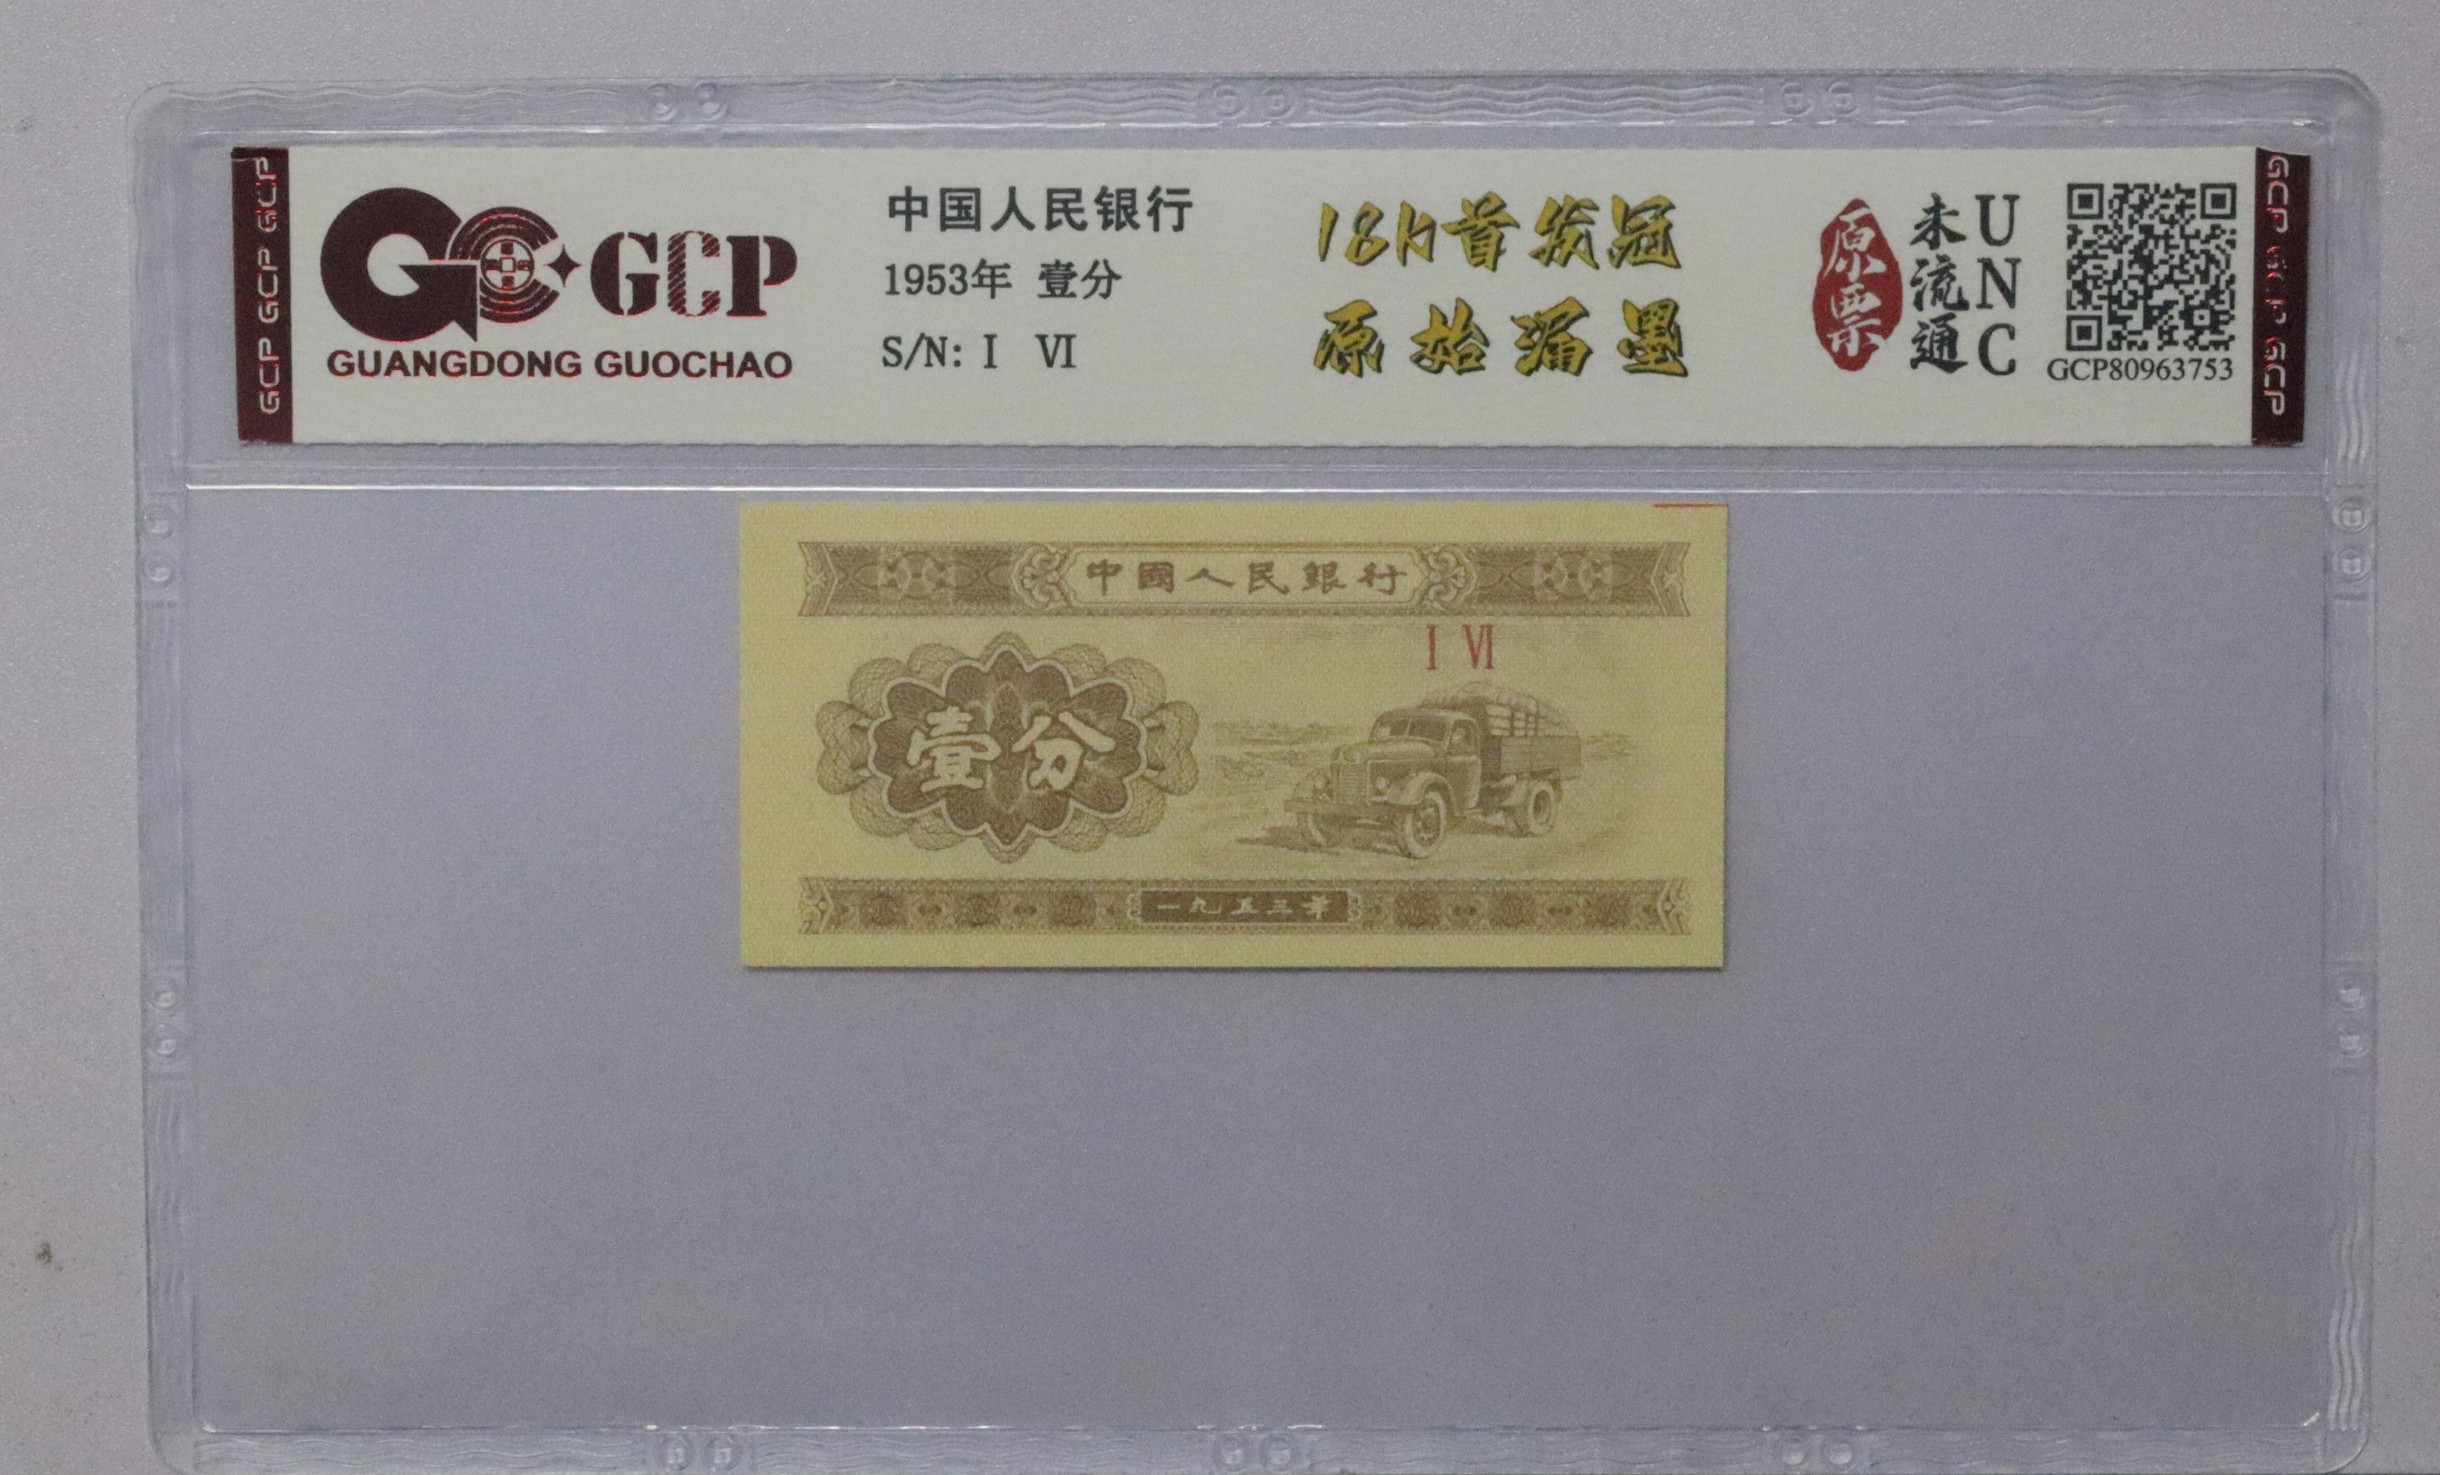 GCP GCP GCP
GCP
GUANGDONG GUOCHAO
中国人民银行
1953年 壹分
S/N: I VI
18K首发冠
原始漏墨
原票
未流通
UNC
GCP80963753
GCP GCP GCP
中國人民銀行
I VI
壹分
一九五三年